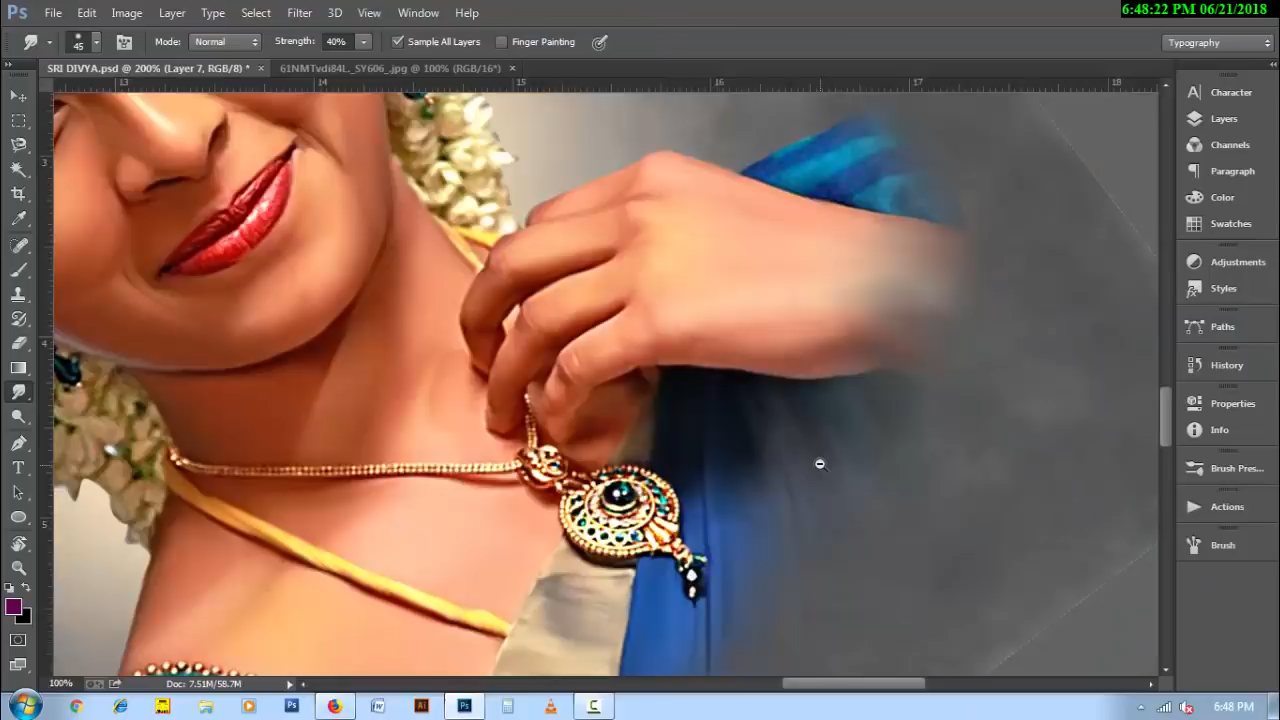 6:48:22 PM 06/21/2018
Ps File Edit Image Layer Type Select Filter 3D View Window Help
45 Mode: Normal Strength: 40% Sample All Layers Finger Painting Typography
SRI DIVYA.psd @ 200% (Layer 7, RGB/8) * × 61NMTvdi84L._SY606_.jpg @ 100% (RGB/16*) ×
13 14 15 16 17 18
3
4
5
Character
Layers
Channels
Paragraph
Color
Swatches
Adjustments
Styles
Paths
History
Properties
Info
Brush Pres...
Actions
Brush
100% Doc: 7.51M/58.7M
6:48 PM